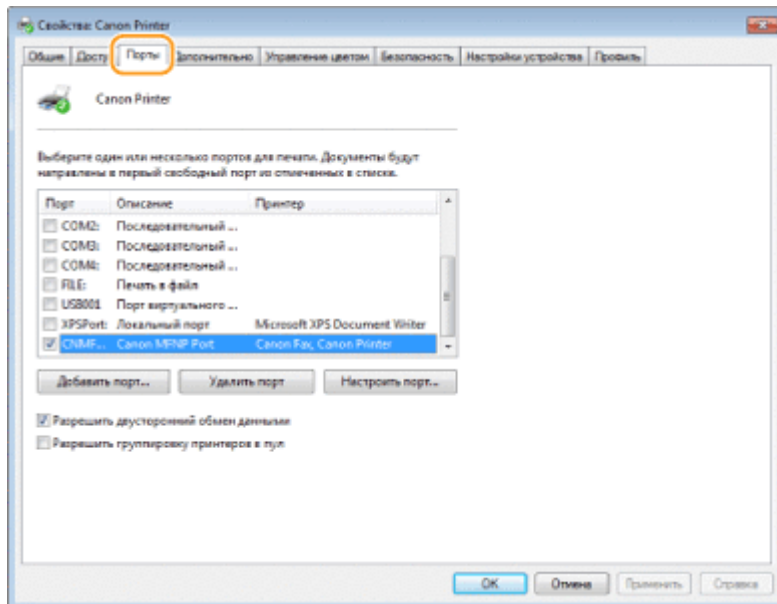 Свойства: Canon Printer
Общие Доступ Порты Дополнительно Управление цветом Безопасность Настройки устройства Профиль
Canon Printer
Выберите один или несколько портов для печати. Документы будут
направлены в первый свободный порт из отмеченных в списке.
Порт Описание Принтер
COM2: Последовательный ...
COM3: Последовательный ...
COM4: Последовательный ...
FILE: Печать в файл
USB001 Порт виртуального ...
XPSPort: Локальный порт Microsoft XPS Document Writer
CNMF... Canon MFNP Port Canon Fax, Canon Printer
Добавить порт... Удалить порт Настроить порт...
Разрешить двусторонний обмен данными
Разрешить группировку принтеров в пул
OK Отмена Применить Справка